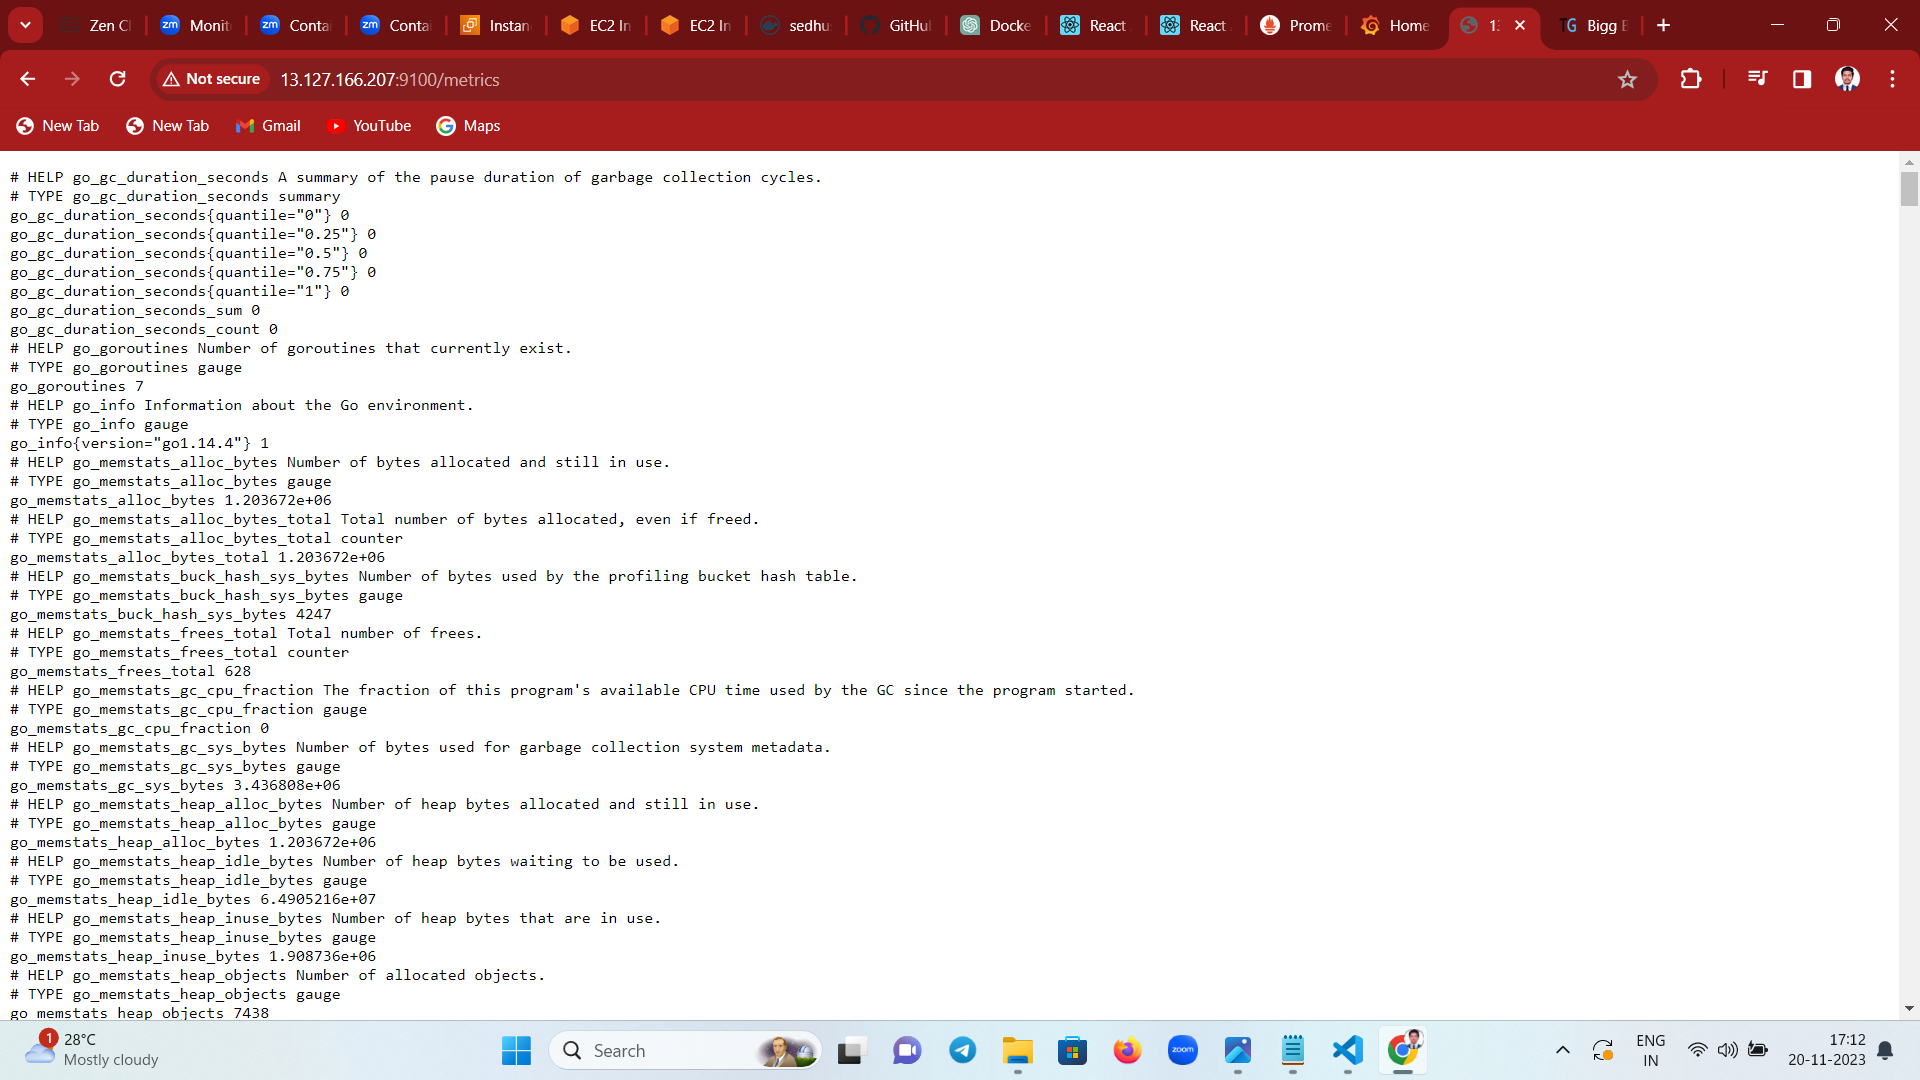 Zen Cl
zm Monit
zm Conta
zm Conta
Instan
EC2 In
EC2 In
sedhu
GitHul
Docke
React
React
Prome
Home
13
TG Bigg B
Not secure
13.127.166.207:9100/metrics
New Tab
New Tab
Gmail
YouTube
Maps
# HELP go_gc_duration_seconds A summary of the pause duration of garbage collection cycles.
# TYPE go_gc_duration_seconds summary
go_gc_duration_seconds{quantile="0"} 0
go_gc_duration_seconds{quantile="0.25"} 0
go_gc_duration_seconds{quantile="0.5"} 0
go_gc_duration_seconds{quantile="0.75"} 0
go_gc_duration_seconds{quantile="1"} 0
go_gc_duration_seconds_sum 0
go_gc_duration_seconds_count 0
# HELP go_goroutines Number of goroutines that currently exist.
# TYPE go_goroutines gauge
go_goroutines 7
# HELP go_info Information about the Go environment.
# TYPE go_info gauge
go_info{version="go1.14.4"} 1
# HELP go_memstats_alloc_bytes Number of bytes allocated and still in use.
# TYPE go_memstats_alloc_bytes gauge
go_memstats_alloc_bytes 1.203672e+06
# HELP go_memstats_alloc_bytes_total Total number of bytes allocated, even if freed.
# TYPE go_memstats_alloc_bytes_total counter
go_memstats_alloc_bytes_total 1.203672e+06
# HELP go_memstats_buck_hash_sys_bytes Number of bytes used by the profiling bucket hash table.
# TYPE go_memstats_buck_hash_sys_bytes gauge
go_memstats_buck_hash_sys_bytes 4247
# HELP go_memstats_frees_total Total number of frees.
# TYPE go_memstats_frees_total counter
go_memstats_frees_total 628
# HELP go_memstats_gc_cpu_fraction The fraction of this program's available CPU time used by the GC since the program started.
# TYPE go_memstats_gc_cpu_fraction gauge
go_memstats_gc_cpu_fraction 0
# HELP go_memstats_gc_sys_bytes Number of bytes used for garbage collection system metadata.
# TYPE go_memstats_gc_sys_bytes gauge
go_memstats_gc_sys_bytes 3.436808e+06
# HELP go_memstats_heap_alloc_bytes Number of heap bytes allocated and still in use.
# TYPE go_memstats_heap_alloc_bytes gauge
go_memstats_heap_alloc_bytes 1.203672e+06
# HELP go_memstats_heap_idle_bytes Number of heap bytes waiting to be used.
# TYPE go_memstats_heap_idle_bytes gauge
go_memstats_heap_idle_bytes 6.4905216e+07
# HELP go_memstats_heap_inuse_bytes Number of heap bytes that are in use.
# TYPE go_memstats_heap_inuse_bytes gauge
go_memstats_heap_inuse_bytes 1.908736e+06
# HELP go_memstats_heap_objects Number of allocated objects.
# TYPE go_memstats_heap_objects gauge
go_memstats_heap_objects 7438
1
28°C
Mostly cloudy
Search
zoom
ENG
IN
17:12
20-11-2023